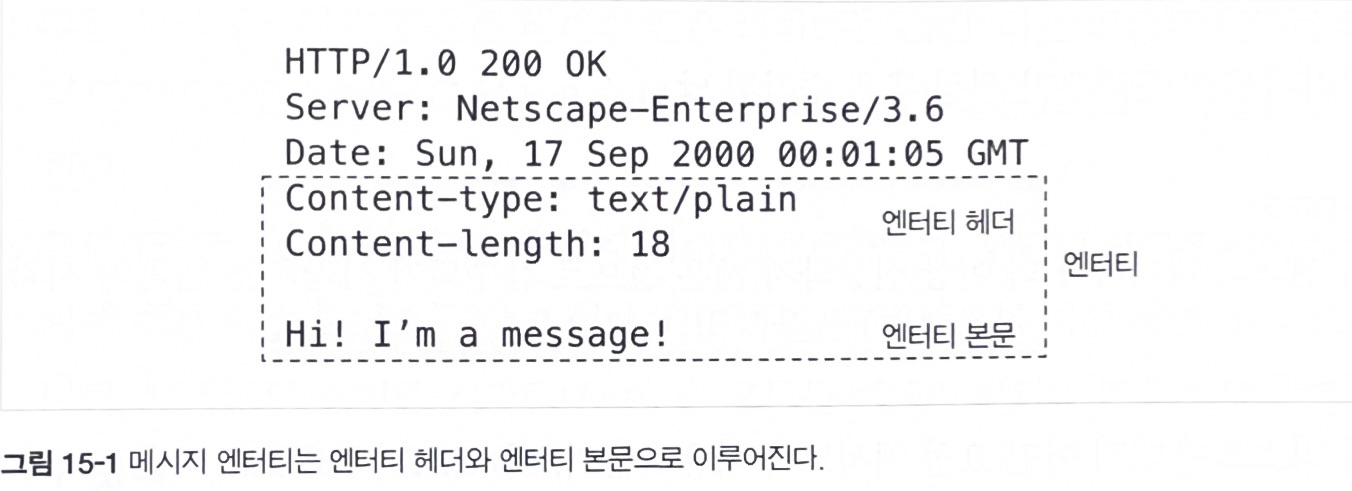 HTTP/1.0 200 OK
Server: Netscape-Enterprise/3.6
Date: Sun, 17 Sep 2000 00:01:05 GMT
Content-type: text/plain
엔터티 헤더
Content-length: 18
엔터티
Hi! I’m a message!
엔터티 본문
그림 15-1 메시지 엔터티는 엔터티 헤더와 엔터티 본문으로 이루어진다.